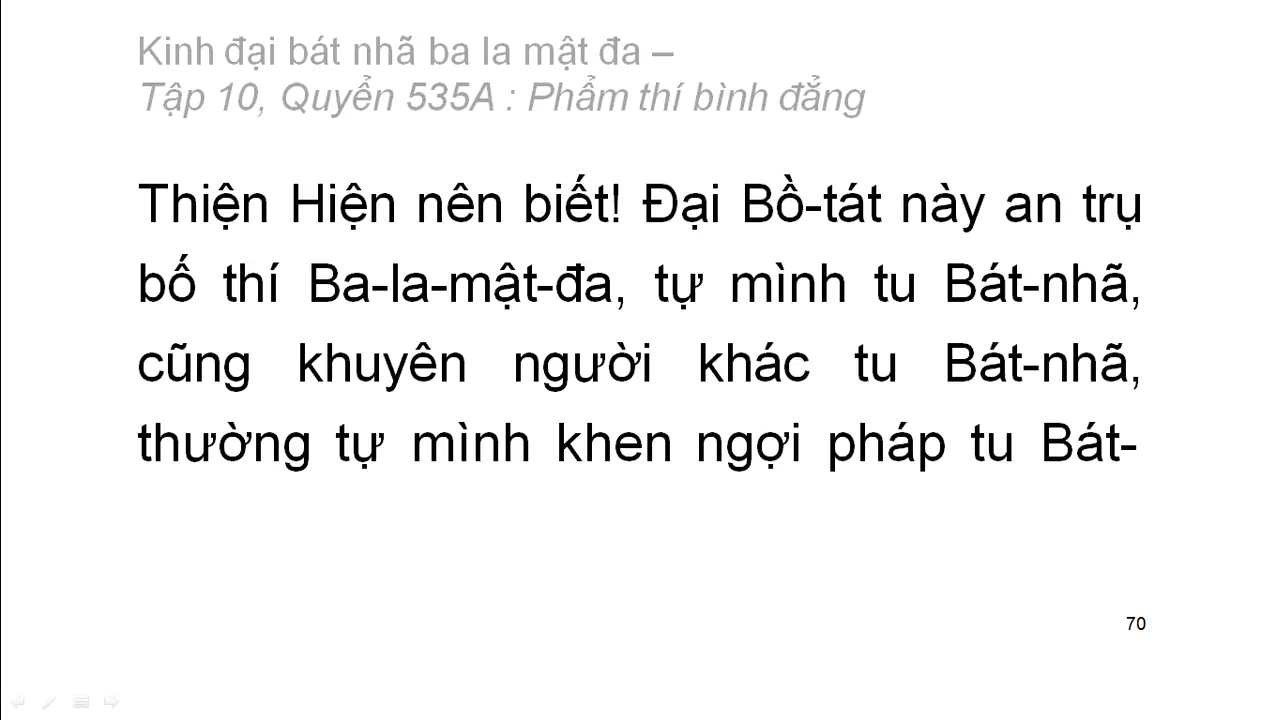 Kinh đại bát nhã ba la mật đa –
Tập 10, Quyển 535A : Phẩm thí bình đẳng
Thiện Hiện nên biết! Đại Bồ-tát này an trụ
bố thí Ba-la-mật-đa, tự mình tu Bát-nhã,
cũng khuyên người khác tu Bát-nhã,
thường tự mình khen ngợi pháp tu Bát-
70